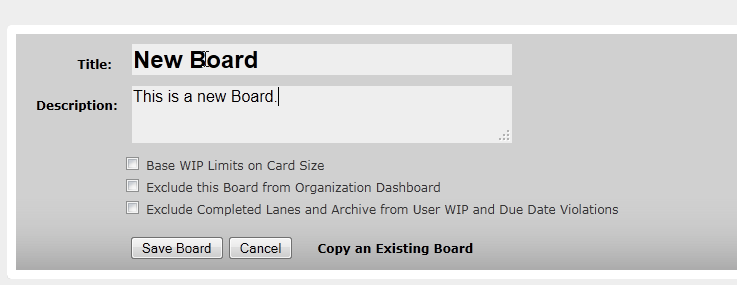 Title: New Board
Description: This is a new Board.
Base WIP Limits on Card Size
Exclude this Board from Organization Dashboard
Exclude Completed Lanes and Archive from User WIP and Due Date Violations
Save Board Cancel Copy an Existing Board